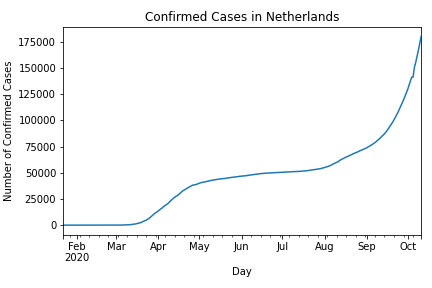 Confirmed Cases in Netherlands
175000
150000
125000
100000
75000
50000
25000
0
Number of Confirmed Cases
Feb Mar Apr May Jun Jul Aug Sep Oct
2020
Day